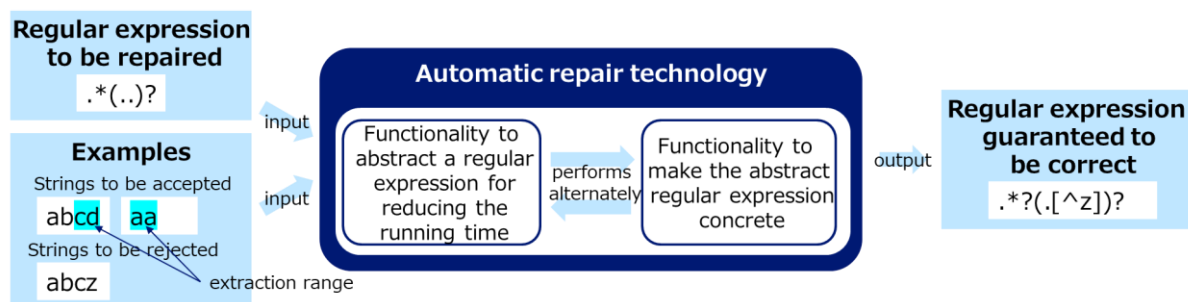 Regular expression
to be repaired
.*(..)?
Examples
Strings to be accepted
abcd aa
Strings to be rejected
abcz
extraction range
input
input
Automatic repair technology
Functionality to
abstract a regular
expression for
reducing the
running time
performs
alternately
Functionality to
make the abstract
regular expression
concrete
output
Regular expression
guaranteed to
be correct
.*?(.[^z])?